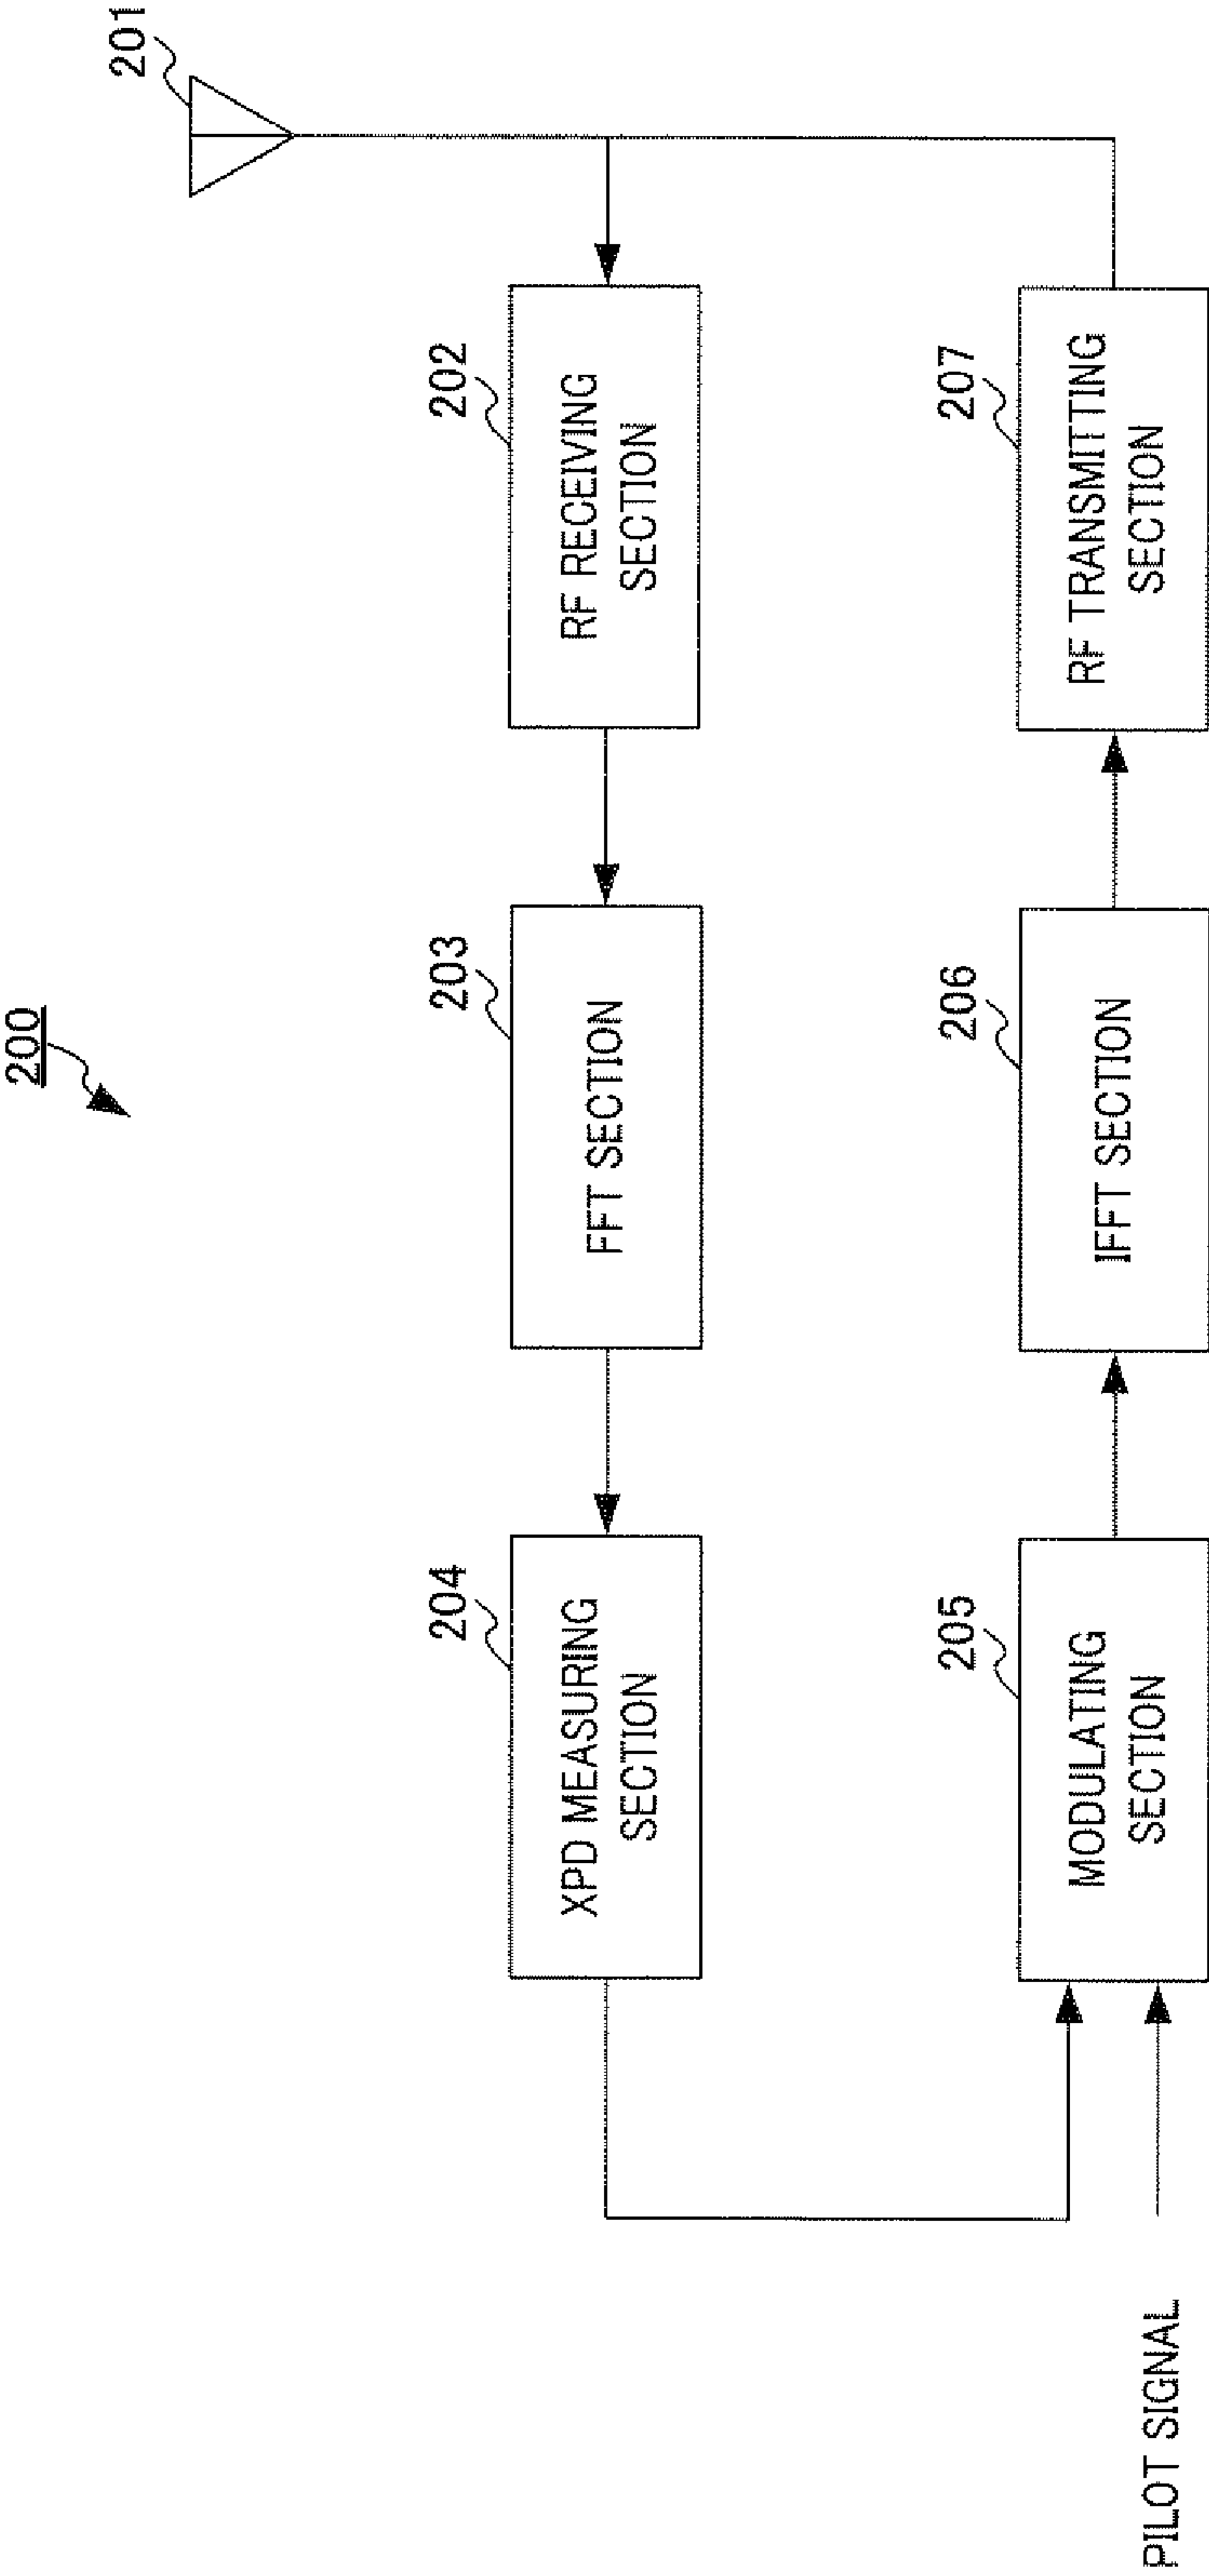 200
201
202
RF RECEIVING
SECTION
203
FFT SECTION
204
XPD MEASURING
SECTION
207
RF TRANSMITTING
SECTION
206
IFFT SECTION
205
MODULATING
SECTION
PILOT SIGNAL